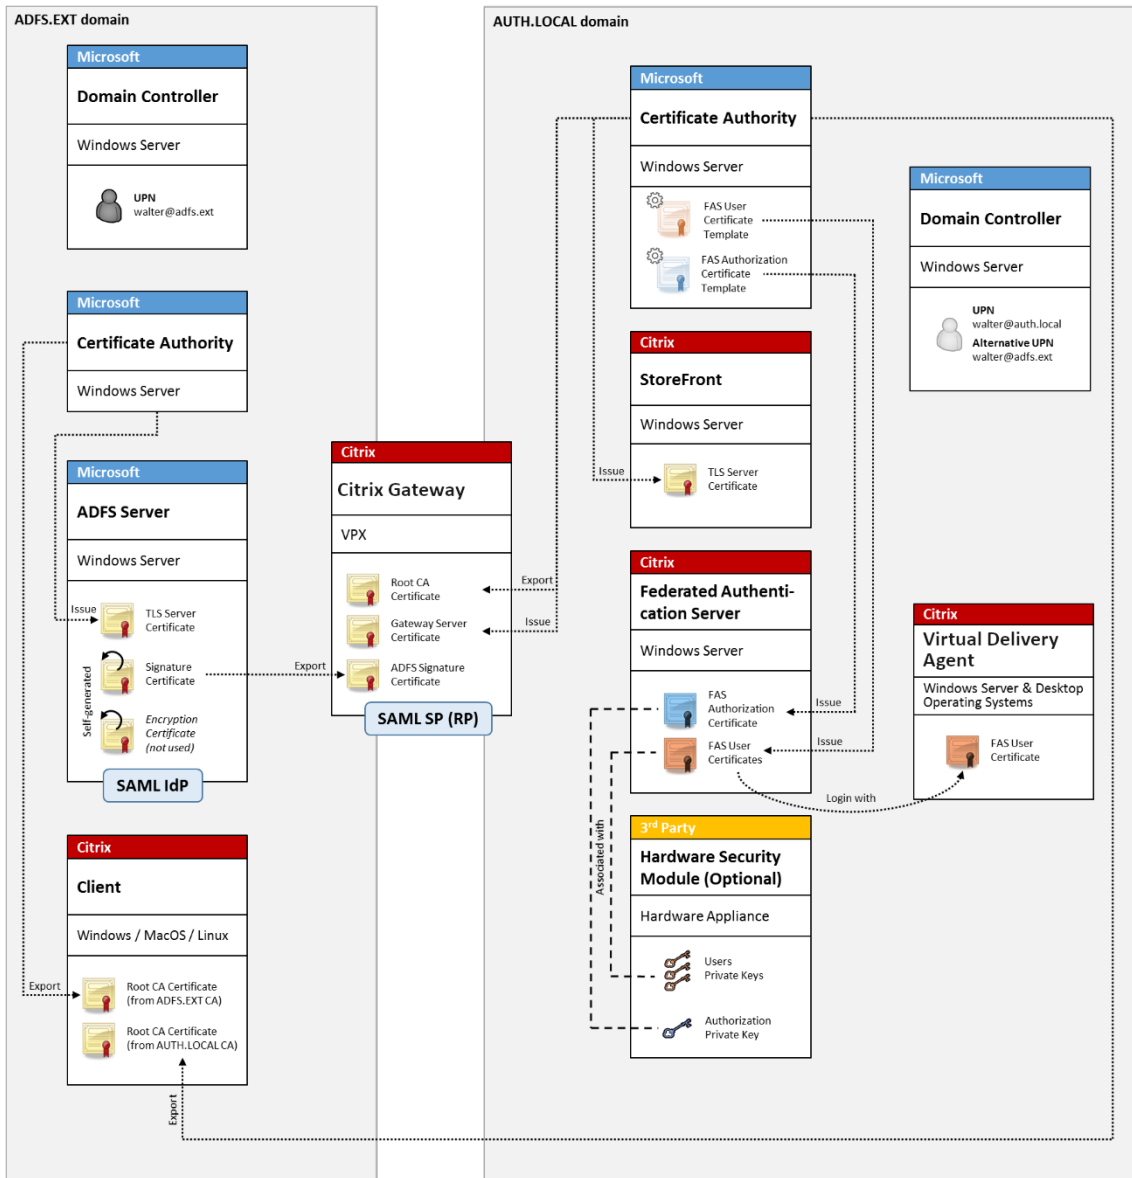 ADFS.EXT domain
Microsoft
Domain Controller
Windows Server
UPN
walter@adfs.ext
Microsoft
Certificate Authority
Windows Server
Microsoft
ADFS Server
Windows Server
Issue
TLS Server
Certificate
Self-generated
Signature
Certificate
Encryption
Certificate
(not used)
SAML IdP
Citrix
Client
Windows / MacOS / Linux
Export
Root CA Certificate
(from ADFS.EXT CA)
Root CA Certificate
(from AUTH.LOCAL CA)
Export
Citrix
Citrix Gateway
VPX
Root CA
Certificate
Export
Gateway Server
Certificate
Issue
Export
ADFS Signature
Certificate
SAML SP (RP)
AUTH.LOCAL domain
Microsoft
Certificate Authority
Windows Server
FAS User
Certificate
Template
FAS Authorization
Certificate
Template
Citrix
StoreFront
Windows Server
Issue
TLS Server
Certificate
Citrix
Federated Authenti-
cation Server
Windows Server
FAS
Authorization
Certificate
Issue
FAS User
Certificates
Issue
Login with
3rd Party
Hardware Security
Module (Optional)
Hardware Appliance
Associated with
Users
Private Keys
Authorization
Private Key
Microsoft
Domain Controller
Windows Server
UPN
walter@auth.local
Alternative UPN
walter@adfs.ext
Citrix
Virtual Delivery
Agent
Windows Server & Desktop
Operating Systems
FAS User
Certificate